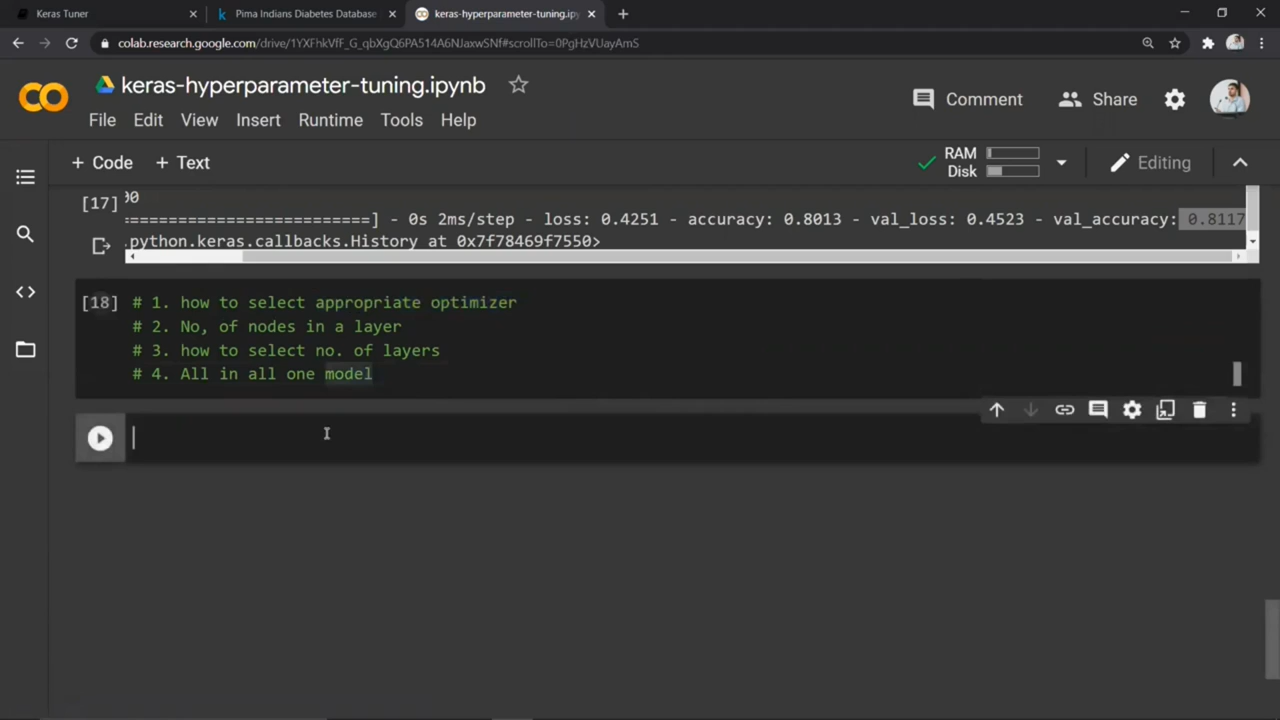 Keras Tuner
Pima Indians Diabetes Database
keras-hyperparameter-tuning.ipynb
colab.research.google.com/drive/1YXFhkVfF_G_qbXgQ6PA514A6NJaxwSNf#scrollTo=0PgHzVUayAmS
CO
keras-hyperparameter-tuning.ipynb
Comment
Share
File Edit View Insert Runtime Tools Help
+ Code + Text
RAM
Disk
Editing
[17]
00
=========================] - 0s 2ms/step - loss: 0.4251 - accuracy: 0.8013 - val_loss: 0.4523 - val_accuracy: 0.8117
.python.keras.callbacks.History at 0x7f78469f7550>
[18]
# 1. how to select appropriate optimizer
# 2. No, of nodes in a layer
# 3. how to select no. of layers
# 4. All in all one model